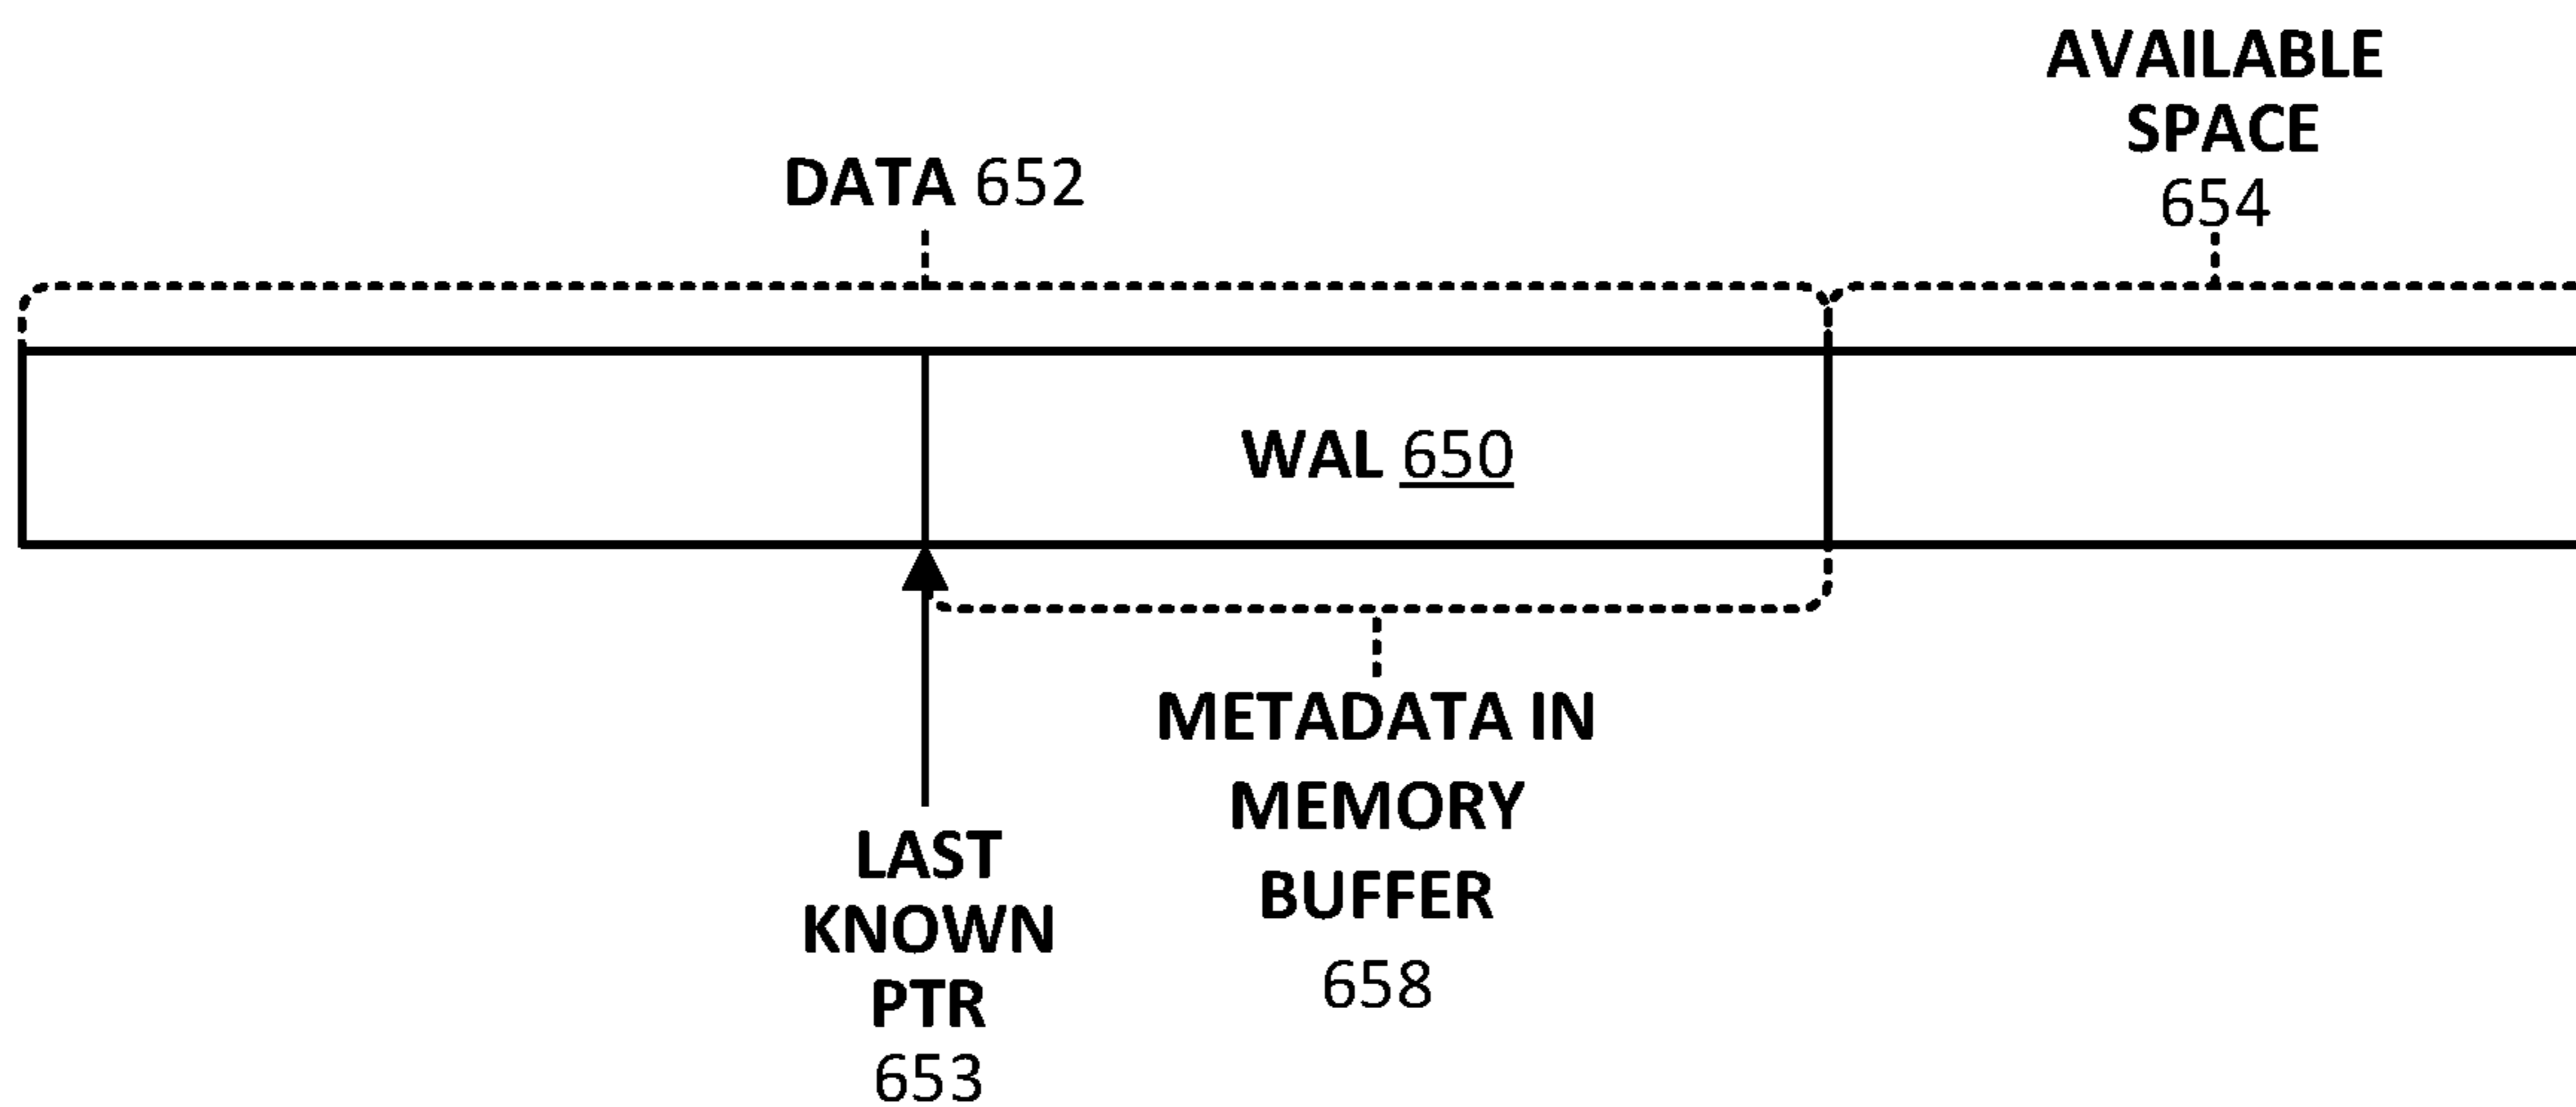 AVAILABLE
SPACE
654
DATA 652
WAL 650
METADATA IN
MEMORY
BUFFER
658
LAST
KNOWN
PTR
653